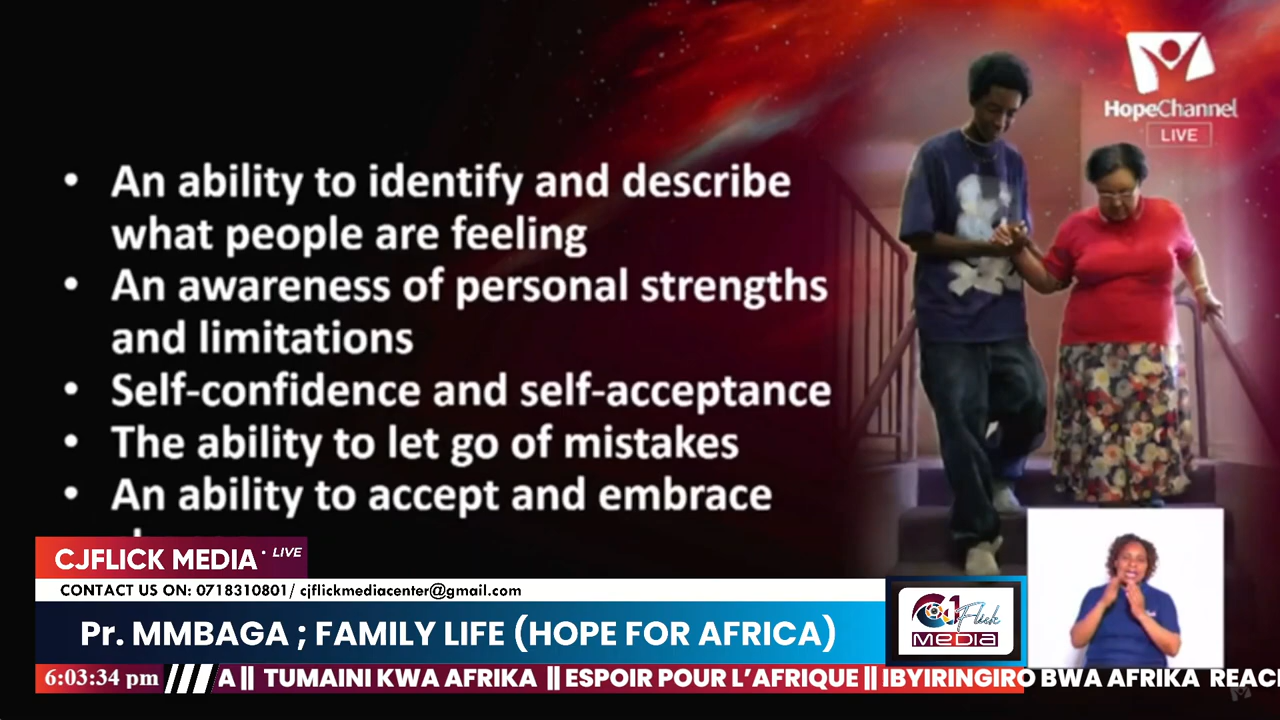 HopeChannel
LIVE
• An ability to identify and describe
what people are feeling
• An awareness of personal strengths
and limitations
• Self-confidence and self-acceptance
• The ability to let go of mistakes
• An ability to accept and embrace
CJFLICK MEDIA • LIVE
CONTACT US ON: 0718310801/ cjflickmediacenter@gmail.com
Pr. MMBAGA ; FAMILY LIFE (HOPE FOR AFRICA)
Flick
MEDIA
6:03:34 pm
A || TUMAINI KWA AFRIKA || ESPOIR POUR L'AFRIQUE || IBYIRINGIRO BWA AFRIKA REACH